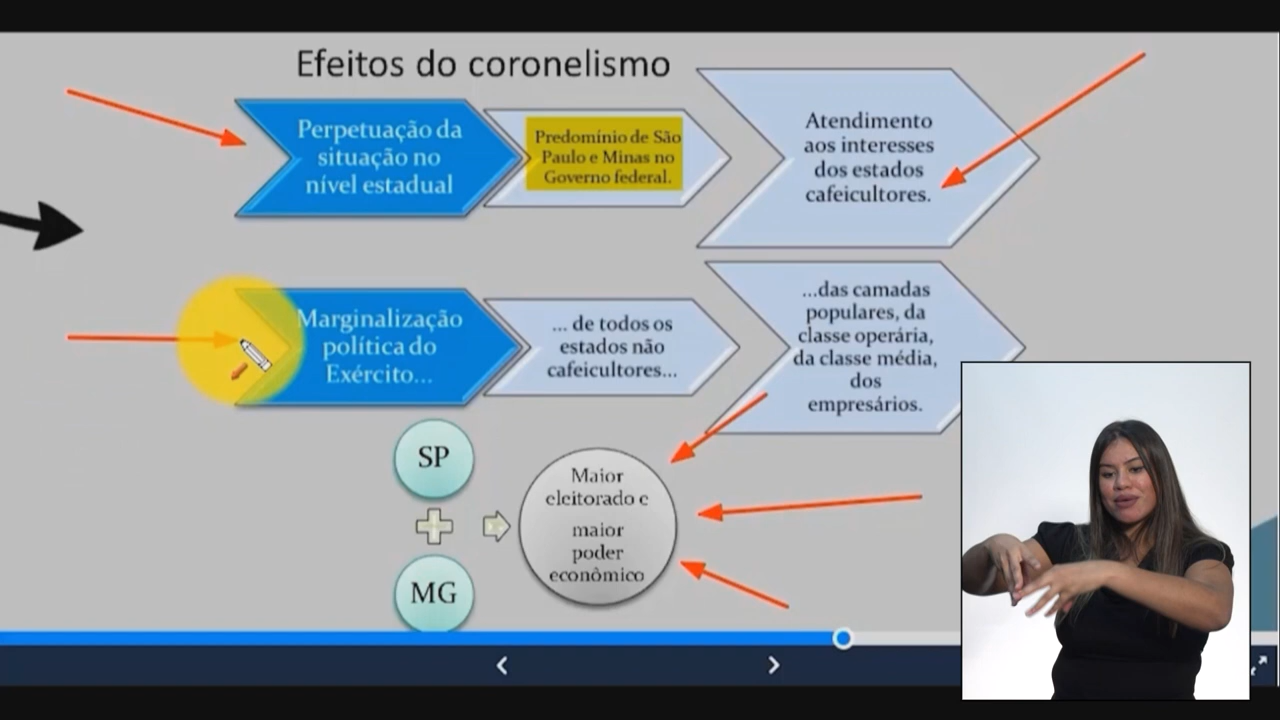 Efeitos do coronelismo
Perpetuação da
situação no
nível estadual
Predomínio de São
Paulo e Minas no
Governo federal.
Atendimento
aos interesses
dos estados
cafeicultores.
Marginalização
política do
Exército...
... de todos os
estados não
cafeicultores...
...das camadas
populares, da
classe operária,
da classe média,
dos
empresários.
SP
MG
Maior
eleitorado e
maior
poder
econômico